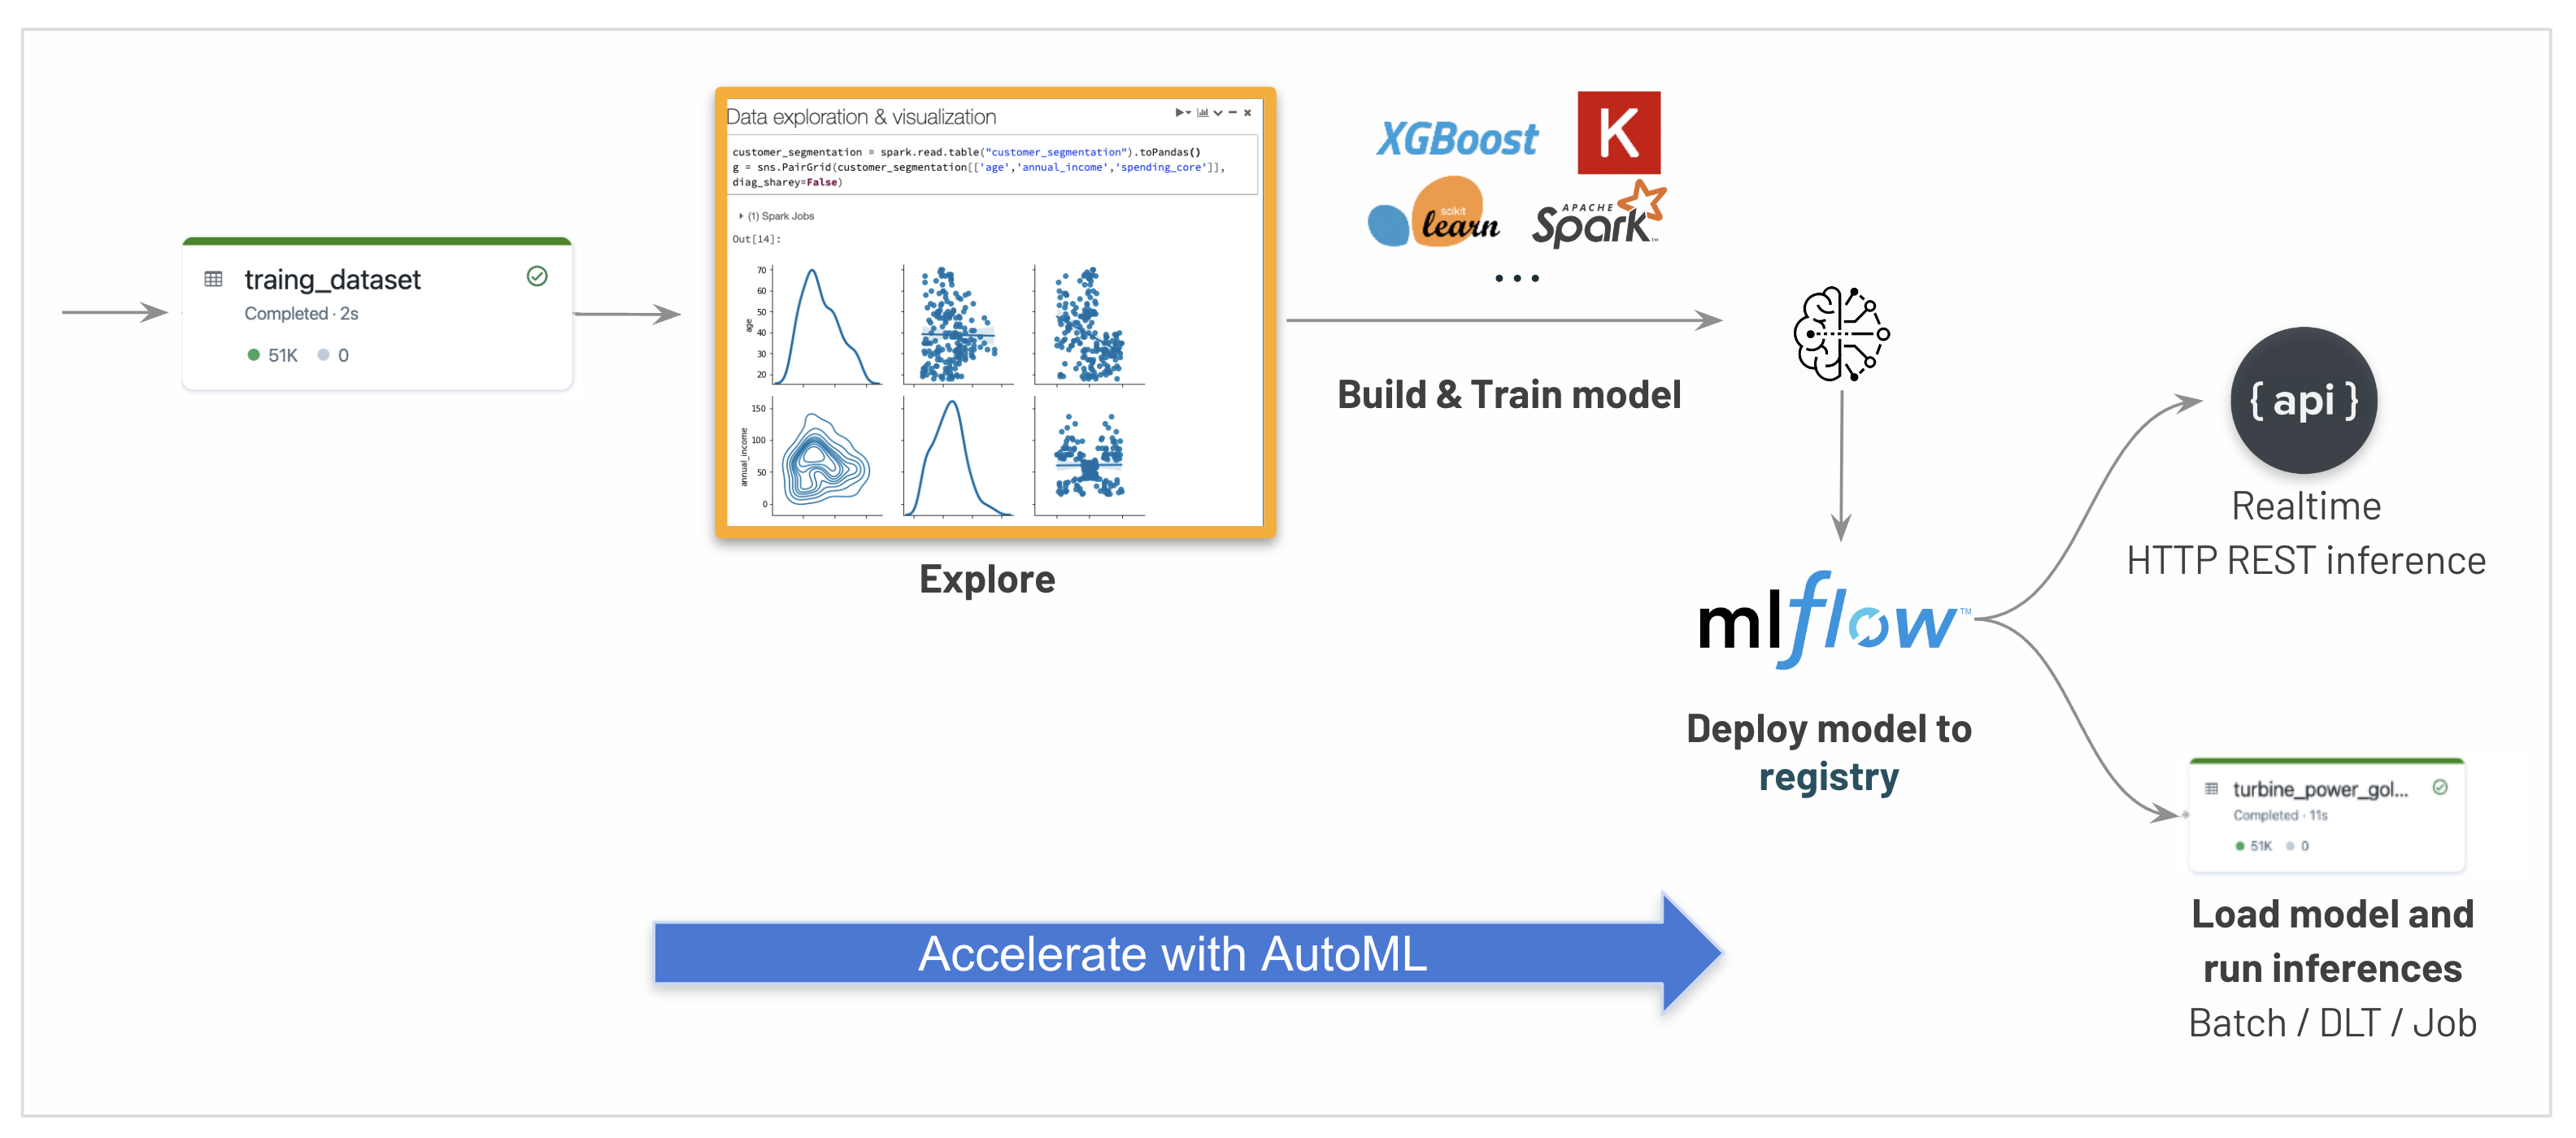 traing_dataset
Completed · 2s
51K 0
Data exploration & visualization
customer_segmentation = spark.read.table("customer_segmentation").toPandas()
g = sns.PairGrid(customer_segmentation[['age','annual_income','spending_core']],
diag_sharey=False)
(1) Spark Jobs
Out[14]:
70
60
50
40
30
20
age
150
100
50
0
annual_income
Explore
XGBoost
K
scikit
learn
APACHE
Spark™
...
Build & Train model
mlflow™
Deploy model to
registry
{ api }
Realtime
HTTP REST inference
turbine_power_gol...
Completed · 11s
51K 0
Load model and
run inferences
Batch / DLT / Job
Accelerate with AutoML